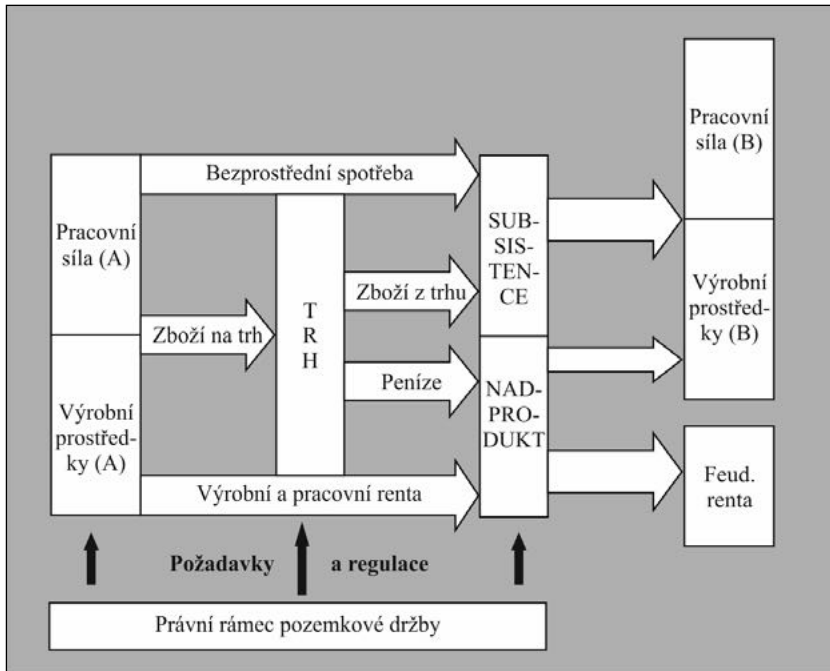 Pracovní
síla (A)
Výrobní
prostřed-
ky (A)
Bezprostřední spotřeba
Zboží na trh
T
R
H
Zboží z trhu
Peníze
Výrobní a pracovní renta
SUB-
SIS-
TEN-
CE
NAD-
PRO-
DUKT
Pracovní
síla (B)
Výrobní
prostřed-
ky (B)
Feud.
renta
Požadavky a regulace
Právní rámec pozemkové držby